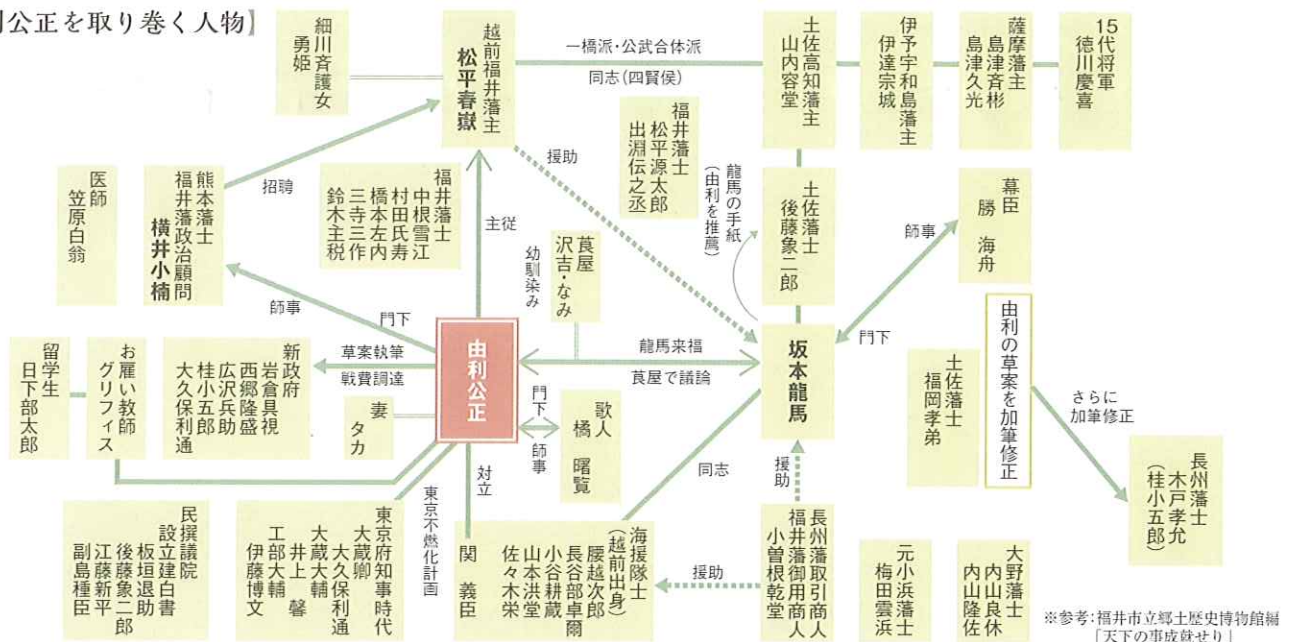 公正を取り巻く人物】
細川斉護女
勇姫
越前福井藩主
松平春嶽
一橋派・公武合体派
同志(四賢侯)
土佐高知藩主
山内容堂
伊予宇和島藩主
伊達宗城
薩摩藩主
島津斉彬
島津久光
15代将軍
徳川慶喜
福井藩士
松平源太郎
出淵伝之丞
援助
龍馬の手紙
(由利を推薦)
土佐藩士
後藤象二郎
幕臣
勝 海舟
師事
門下
招聘
医師
笠原白翁
熊本藩士
福井藩政治顧問
横井小楠
福井藩士
中根雪江
村田氏寿
橋本左内
三寺三作
鈴木主税
主従
莨屋
沢吉・なみ
幼馴染み
師事
門下
由利公正
龍馬来福
莨屋で議論
坂本龍馬
由利の草案を加筆修正
土佐藩士
福岡孝弟
さらに
加筆修正
長州藩士
木戸孝允
(桂小五郎)
留学生
日下部太郎
お雇い教師
グリフィス
新政府
岩倉具視
西郷隆盛
広沢兵助
桂小五郎
大久保利通
草案執筆
戦費調達
妻 タカ
門下
師事
歌人
橘 曙覧
対立
同志
援助
東京不燃化計画
民撰議院
設立建白書
板垣退助
後藤象二郎
江藤新平
副島種臣
東京府知事時代
大蔵卿
大久保利通
大蔵大輔
井上 馨
工部大輔
伊藤博文
関 義臣
海援隊士
(越前出身)
腰越次郎
長谷部卓爾
小谷耕蔵
山本洪堂
佐々木栄
援助
長州藩取引商人
福井藩御用商人
小曽根乾堂
元小浜藩士
梅田雲浜
大野藩士
内山良休
内山隆佐
※参考:福井市立郷土歴史博物館編
「天下の事成就せり」